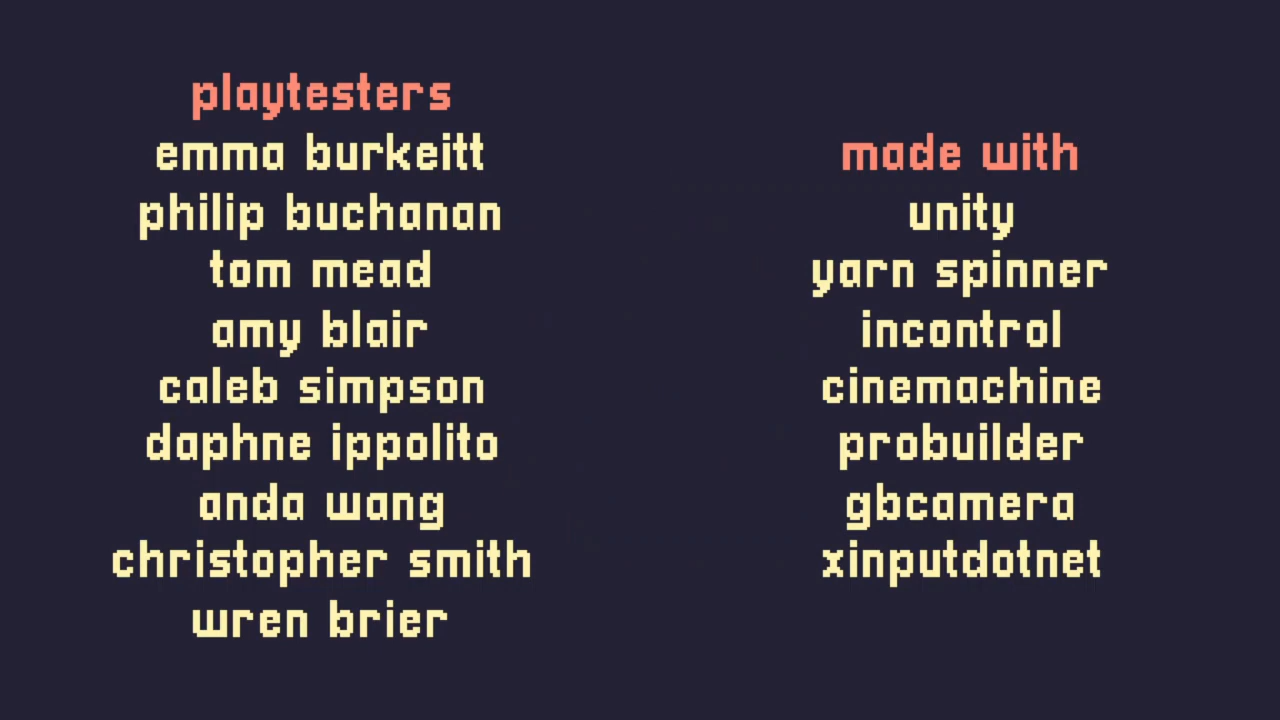 playtesters
emma burkeitt
philip buchanan
tom mead
amy blair
caleb simpson
daphne ippolito
anda wang
christopher smith
wren brier
made with
unity
yarn spinner
incontrol
cinemachine
probuilder
gbcamera
xinputdotnet